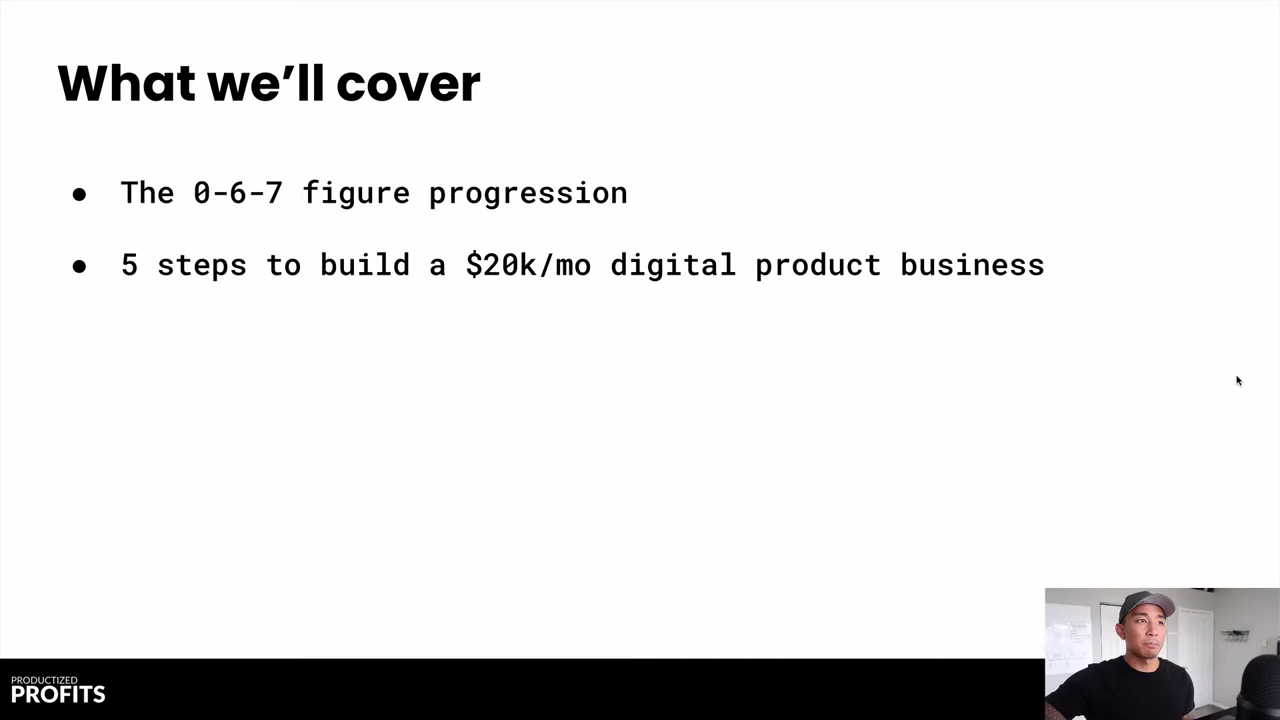 What we’ll cover
● The 0-6-7 figure progression
● 5 steps to build a $20k/mo digital product business
PRODUCTIZED
PROFITS